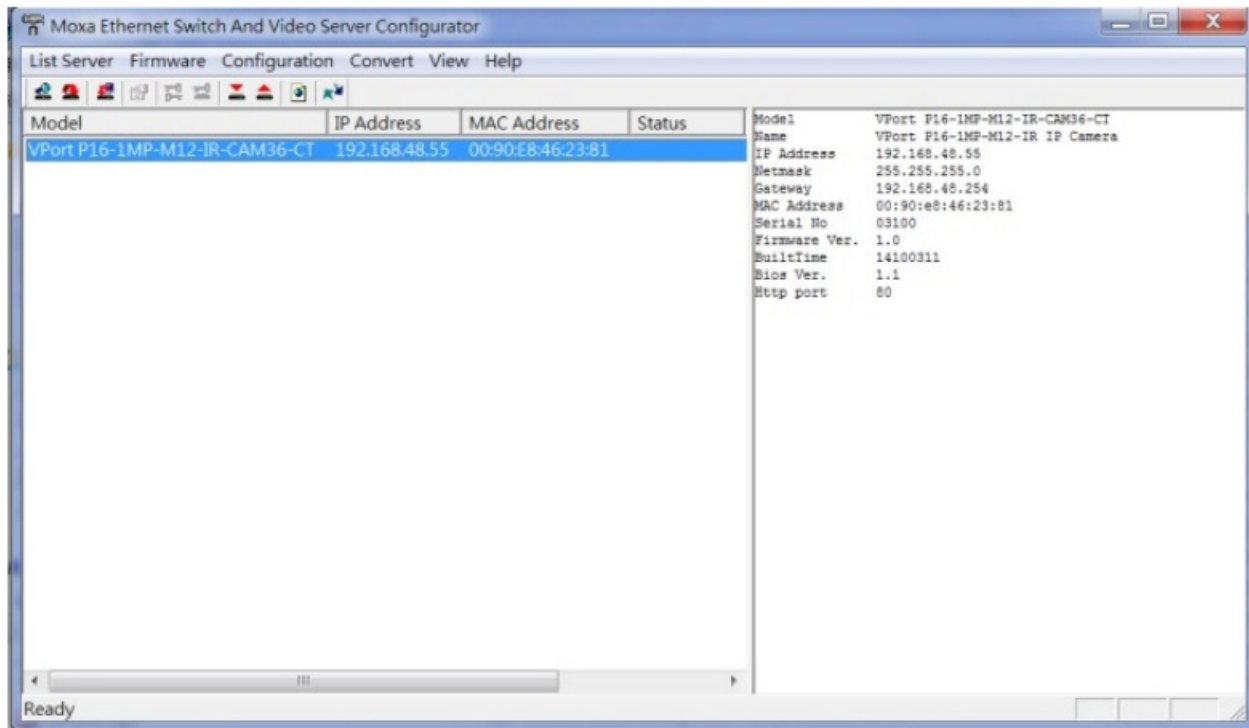 Moxa Ethernet Switch And Video Server Configurator
List Server Firmware Configuration Convert View Help
Model IP Address MAC Address Status
VPort P16-1MP-M12-IR-CAM36-CT 192.168.48.55 00:90:E8:46:23:81
Model VPort P16-1MP-M12-IR-CAM36-CT
Name VPort P16-1MP-M12-IR IP Camera
IP Address 192.168.48.55
Netmask 255.255.255.0
Gateway 192.168.48.254
MAC Address 00:90:e8:46:23:81
Serial No 03100
Firmware Ver. 1.0
BuiltTime 14100311
Bios Ver. 1.1
Http port 80
Ready